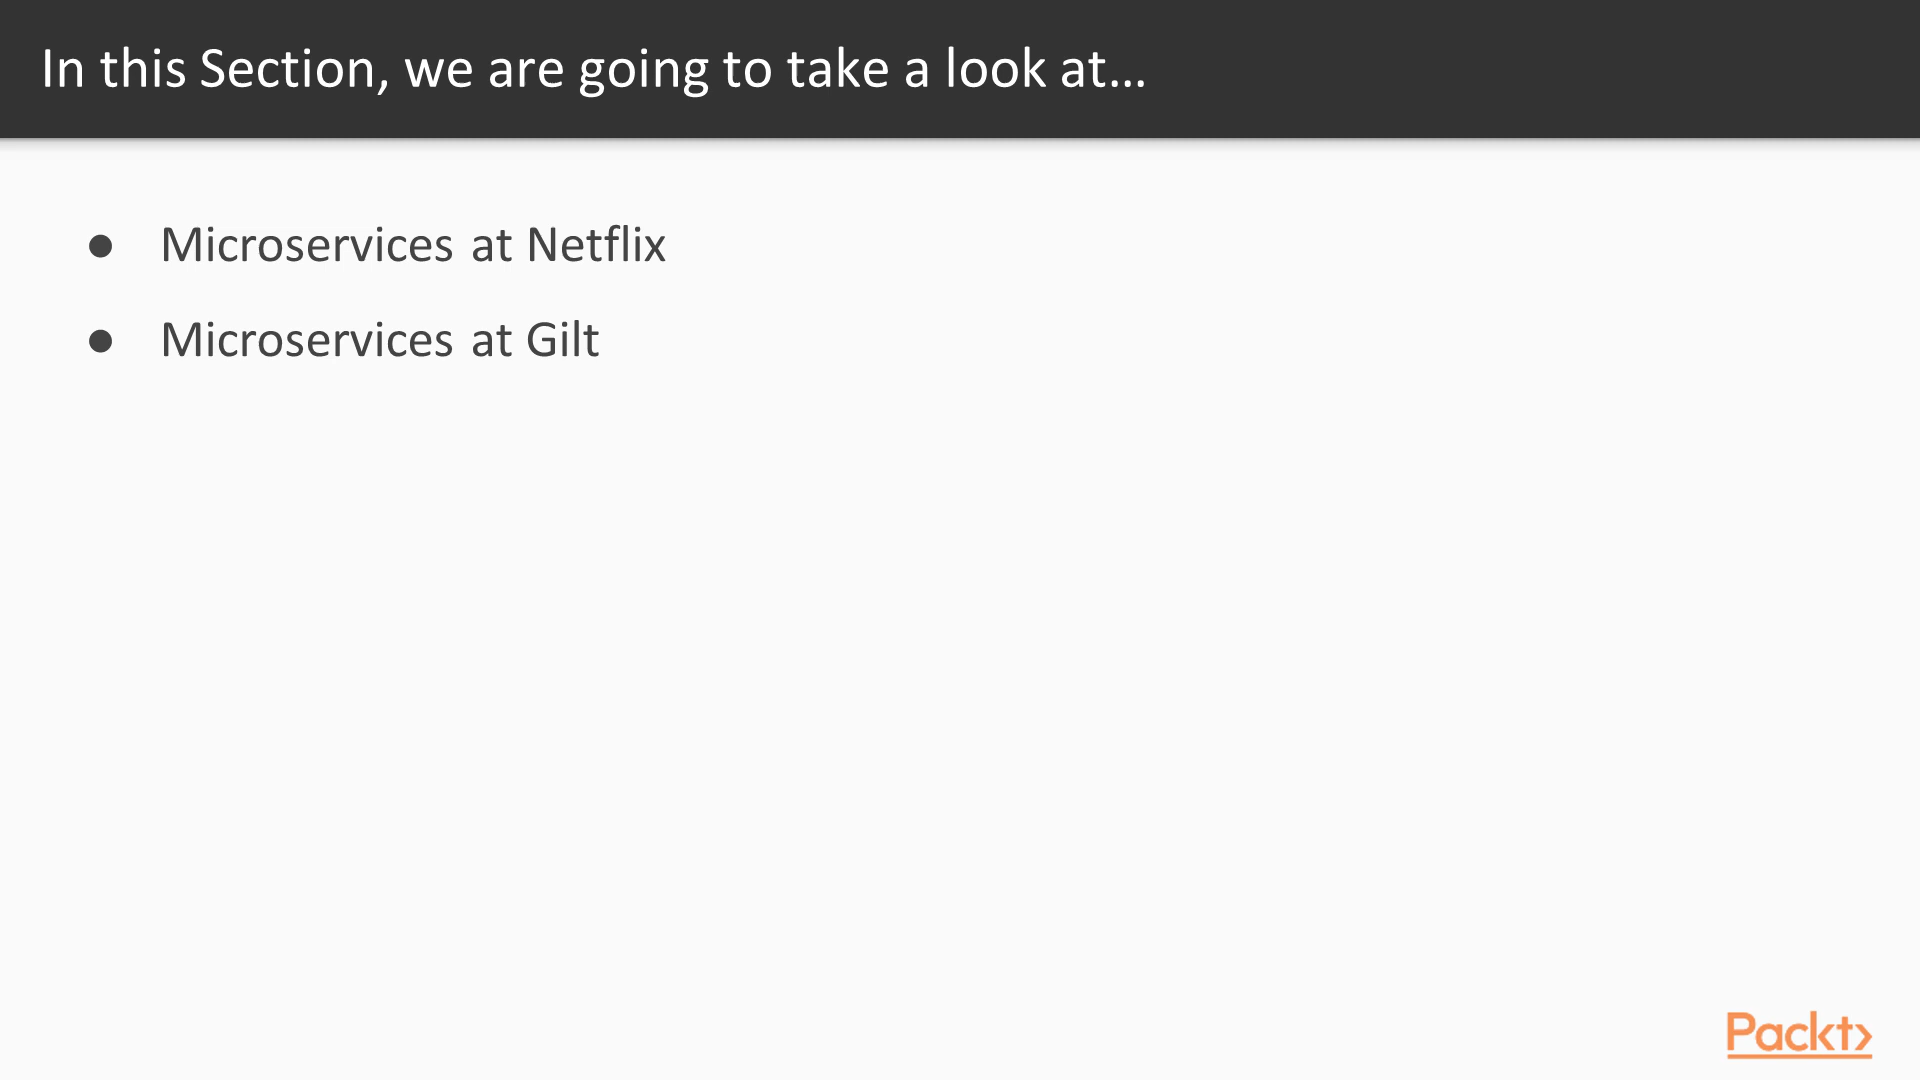 In this Section, we are going to take a look at…
● Microservices at Netflix
● Microservices at Gilt
Packt>